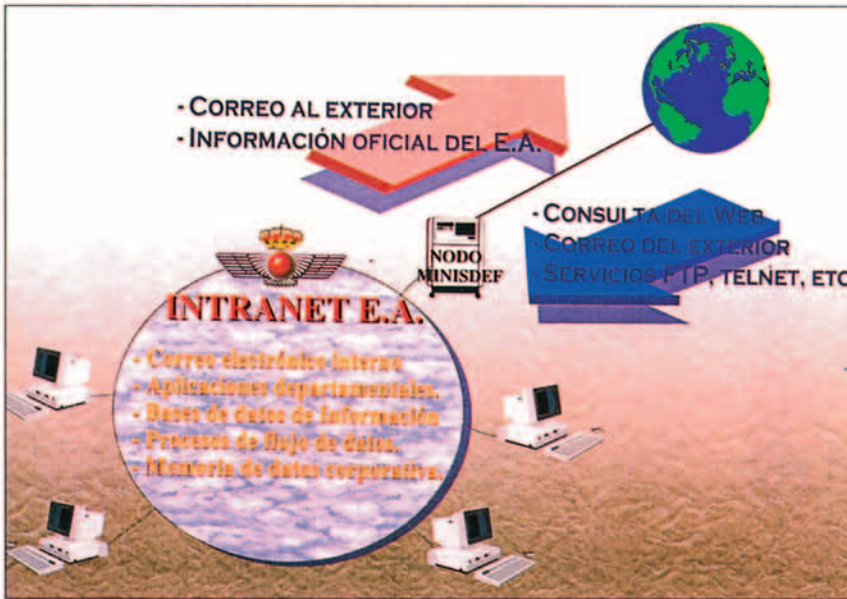 - CORREO AL EXTERIOR
- INFORMACIÓN OFICIAL DEL E.A.
- CONSULTA DEL WEB
- CORREO DEL EXTERIOR
- SERVICIOS FTP, TELNET, ETC
NODO
MINISDEF
INTRANET E.A.
- Correo electrónico interno
- Aplicaciones departamentales.
- Bases de datos de Información
- Procesos de flujo de datos.
- Memoria de datos corporativa.